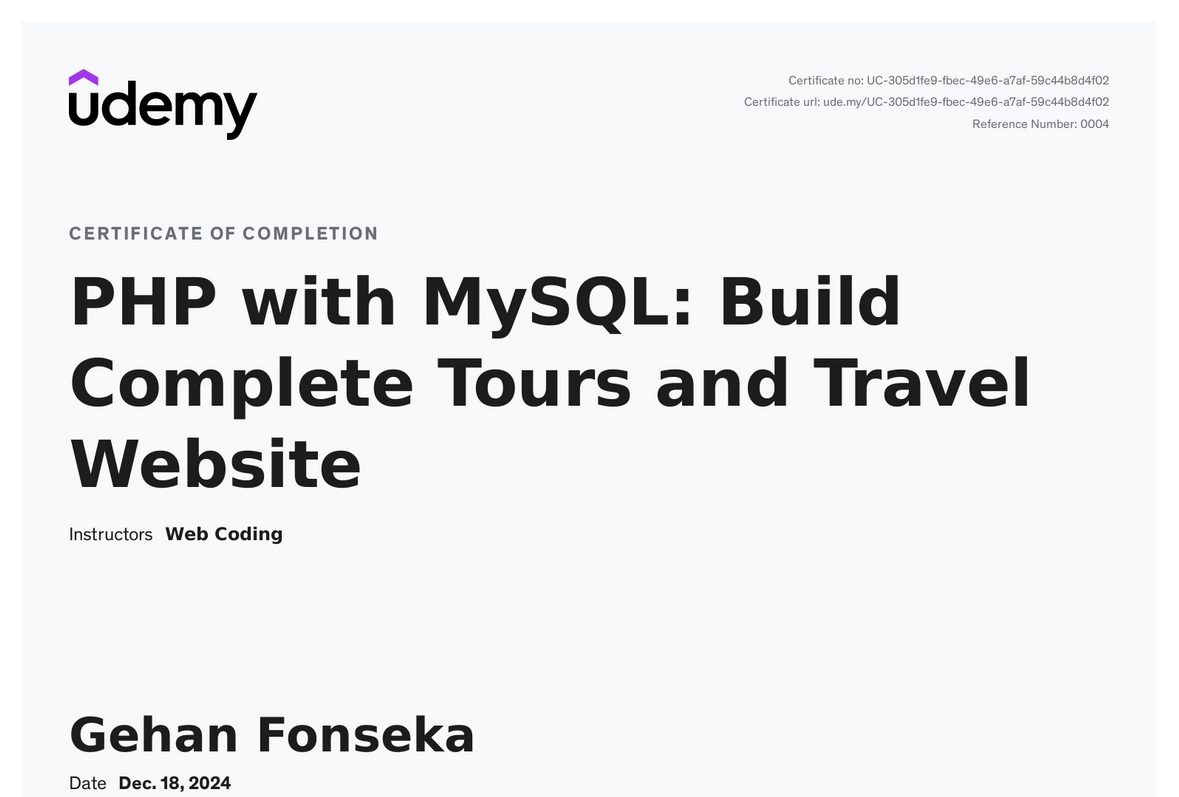 udemy
Certificate no: UC-305d1fe9-fbec-49e6-a7af-59c44b8d4f02
Certificate url: ude.my/UC-305d1fe9-fbec-49e6-a7af-59c44b8d4f02
Reference Number: 0004
CERTIFICATE OF COMPLETION
PHP with MySQL: Build
Complete Tours and Travel
Website
Instructors Web Coding
Gehan Fonseka
Date Dec. 18, 2024